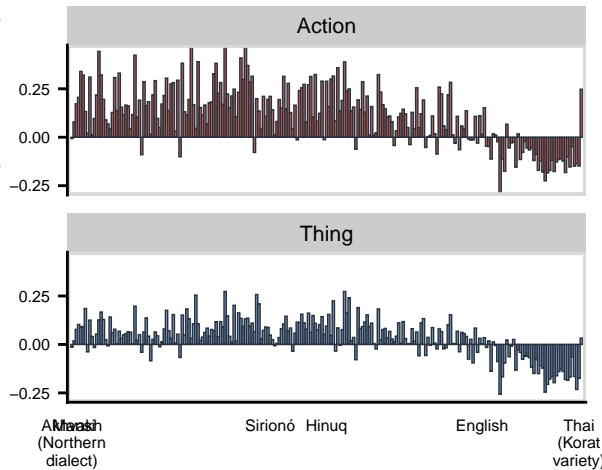 Action
0.25
0.00
−0.25
Thing
0.25
0.00
−0.25
Sirionó Hinuq English Thai
(Northern (Korat
dialect) variety)